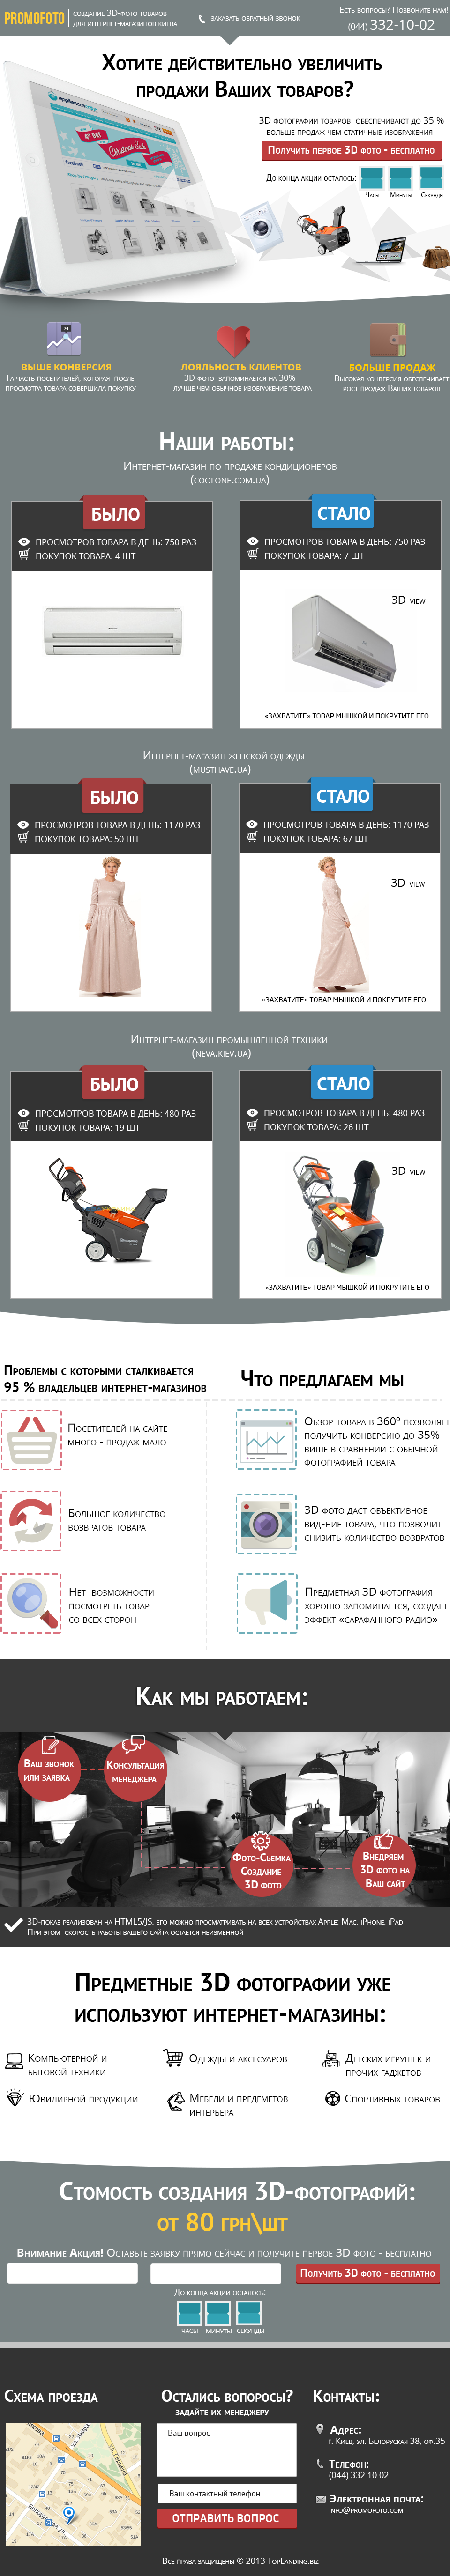 PROMOFOTO
создание 3D-фото товаров
для интернет-магазинов киева
заказать обратный звонок
Есть вопросы? Позвоните нам!
(044) 332-10-02
Хотите действительно увеличить
продажи Ваших товаров?
3D фотографии товаров обеспечивают до 35 %
больше продаж чем статичные изображения
Получить первое 3D фото - бесплатно
До конца акции осталось:
Часы Минуты Секунды
выше конверсия
Та часть посетителей, которая после
просмотра товара совершила покупку
лояльность клиентов
3D фото запоминается на 30%
лучше чем обычное изображение товара
больше продаж
Высокая конверсия обеспечивает
рост продаж Ваших товаров
Наши работы:
Интернет-магазин по продаже кондиционеров
(coolone.com.ua)
БЫЛО
просмотров товара в день: 750 раз
покупок товара: 4 шт
СТАЛО
просмотров товара в день: 750 раз
покупок товара: 7 шт
3D view
«захватите» товар мышкой и покрутите его
Интернет-магазин женской одежды
(musthave.ua)
БЫЛО
просмотров товара в день: 1170 раз
покупок товара: 50 шт
СТАЛО
просмотров товара в день: 1170 раз
покупок товара: 67 шт
3D view
«захватите» товар мышкой и покрутите его
Интернет-магазин промышленной техники
(neva.kiev.ua)
БЫЛО
просмотров товара в день: 480 раз
покупок товара: 19 шт
СТАЛО
просмотров товара в день: 480 раз
покупок товара: 26 шт
3D view
«захватите» товар мышкой и покрутите его
Проблемы с которыми сталкивается
95 % владельцев интернет-магазинов
Что предлагаем мы
Посетителей на сайте
много - продаж мало
Обзор товара в 360° позволяет
получить конверсию до 35%
више в сравнении с обычной
фотографией товара
Большое количество
возвратов товара
3D фото даст объективное
видение товара, что позволит
снизить количество возвратов
Нет возможности
посмотреть товар
со всех сторон
Предметная 3D фотография
хорошо запоминается, создает
эффект «сарафанного радио»
Как мы работаем:
Ваш звонок
или заявка
Консультация
менеджера
Фото-Сьемка
Создание
3D фото
Внедряем
3D фото на
Ваш сайт
3D-показ реализован на HTML5/JS, его можно просматривать на всех устройствах Apple: Mac, iPhone, iPad
При этом скорость работы вашего сайта остается неизменной
Предметные 3D фотографии уже
используют интернет-магазины:
Компьютерной и
бытовой техники
Одежды и аксесуаров
Детских игрушек и
прочих гаджетов
Ювилирной продукции
Мебели и предеметов
интерьера
Спортивных товаров
Стомость создания 3D-фотографий:
от 80 грн\шт
Внимание Акция! Оставьте заявку прямо сейчас и получите первое 3D фото - бесплатно
Получить 3D фото - бесплатно
До конца акции осталось:
часы минуты секунды
Схема проезда
Остались вопоросы?
задайте их менеджеру
Ваш вопрос
Ваш контактный телефон
ОТПРАВИТЬ ВОПРОС
Контакты:
Адрес:
г. Киев, ул. Белоруская 38, оф.35
Телефон:
(044) 332 10 02
Электронная почта:
info@promofoto.com
Все права защищены © 2013 TopLanding.biz